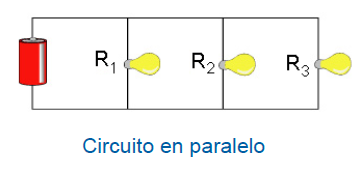 R₁ R₂ R₃
Circuito en paralelo